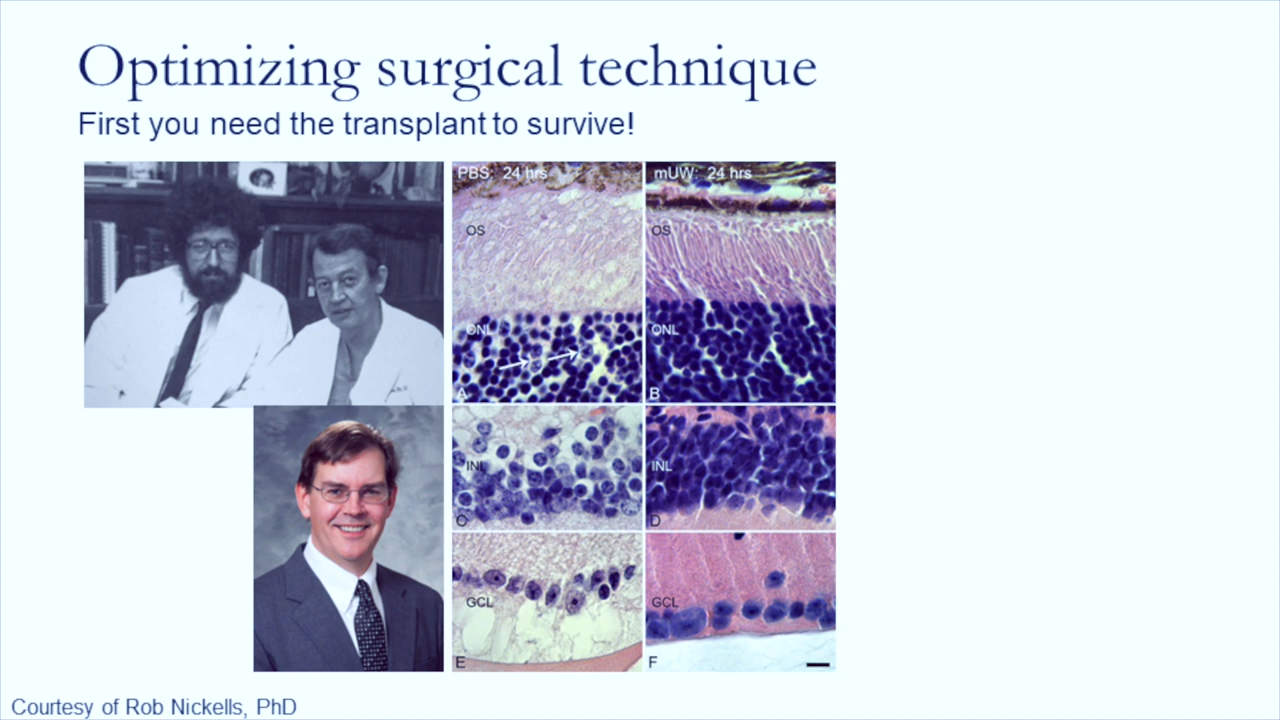 Optimizing surgical technique
First you need the transplant to survive!
PBS: 24 hrs
mUW: 24 hrs
OS
OS
ONL
ONL
A
B
INL
INL
C
D
GCL
GCL
E
F
Courtesy of Rob Nickells, PhD